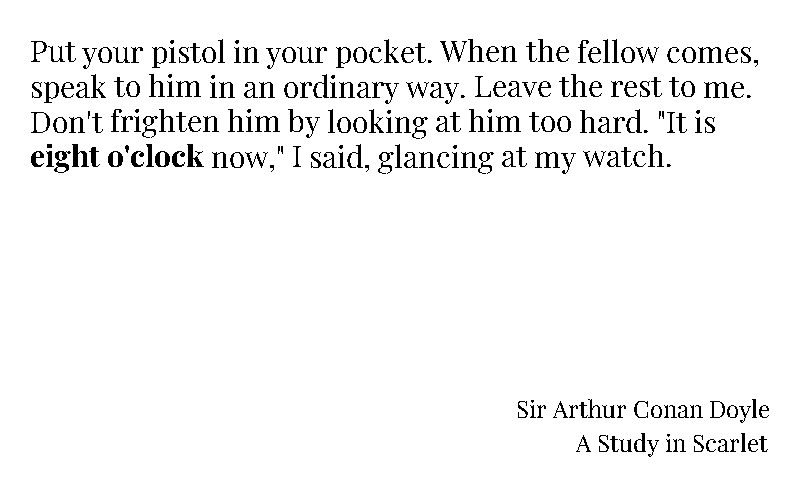 Put your pistol in your pocket. When the fellow comes,
speak to him in an ordinary way. Leave the rest to me.
Don't frighten him by looking at him too hard. "It is
eight o'clock now," I said, glancing at my watch.
Sir Arthur Conan Doyle
A Study in Scarlet